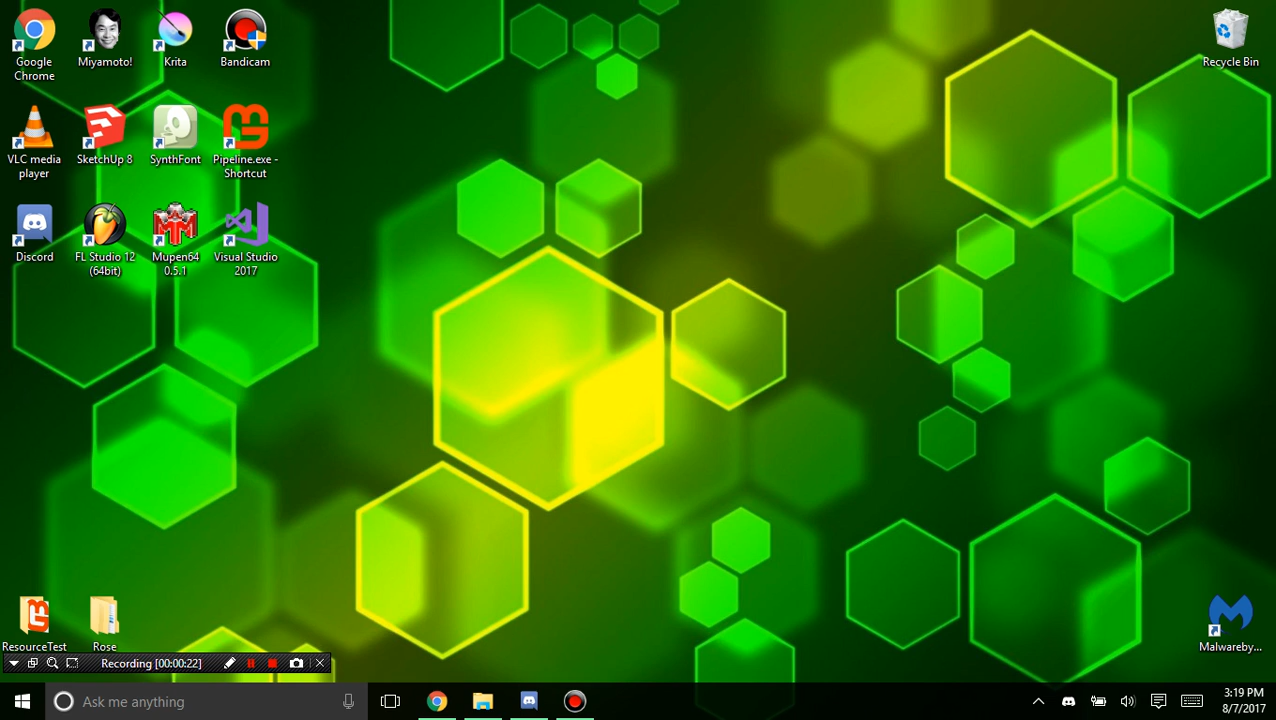 Google
Chrome
Miyamoto!
Krita
Bandicam
Recycle Bin
VLC media
player
SketchUp 8
SynthFont
Pipeline.exe -
Shortcut
Discord
FL Studio 12
(64bit)
Mupen64
0.5.1
Visual Studio
2017
ResourceTest
Rose
Malwareby...
Recording [00:00:22]
Ask me anything
3:19 PM
8/7/2017